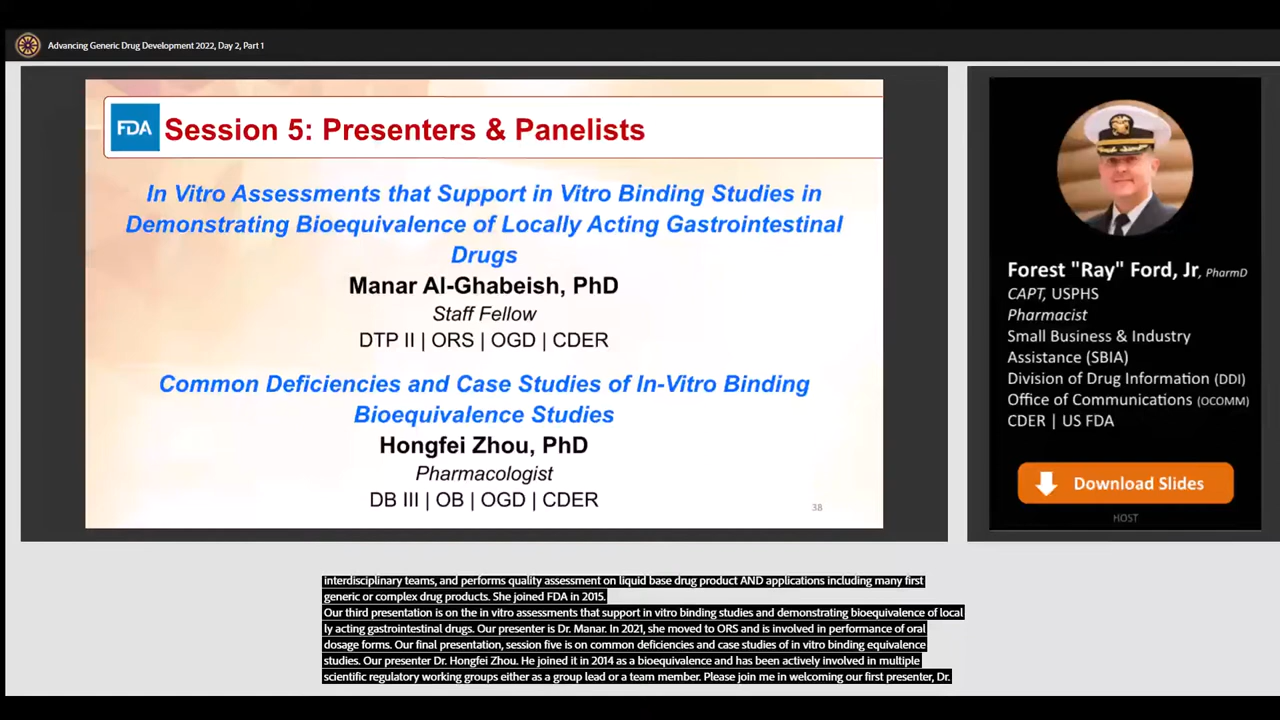 Advancing Generic Drug Development 2022, Day 2, Part 1
FDA
Session 5: Presenters & Panelists
In Vitro Assessments that Support in Vitro Binding Studies in
Demonstrating Bioequivalence of Locally Acting Gastrointestinal
Drugs
Manar Al-Ghabeish, PhD
Staff Fellow
DTP II | ORS | OGD | CDER
Common Deficiencies and Case Studies of In-Vitro Binding
Bioequivalence Studies
Hongfei Zhou, PhD
Pharmacologist
DB III | OB | OGD | CDER
38
Forest "Ray" Ford, Jr, PharmD
CAPT, USPHS
Pharmacist
Small Business & Industry
Assistance (SBIA)
Division of Drug Information (DDI)
Office of Communications (OCOMM)
CDER | US FDA
Download Slides
HOST
interdisciplinary teams, and performs quality assessment on liquid base drug product AND applications including many first
generic or complex drug products. She joined FDA in 2015.
Our third presentation is on the in vitro assessments that support in vitro binding studies and demonstrating bioequivalence of local
ly acting gastrointestinal drugs. Our presenter is Dr. Manar. In 2021, she moved to ORS and is involved in performance of oral
dosage forms. Our final presentation, session five is on common deficiencies and case studies of in vitro binding equivalence
studies. Our presenter Dr. Hongfei Zhou. He joined it in 2014 as a bioequivalence and has been actively involved in multiple
scientific regulatory working groups either as a group lead or a team member. Please join me in welcoming our first presenter, Dr.